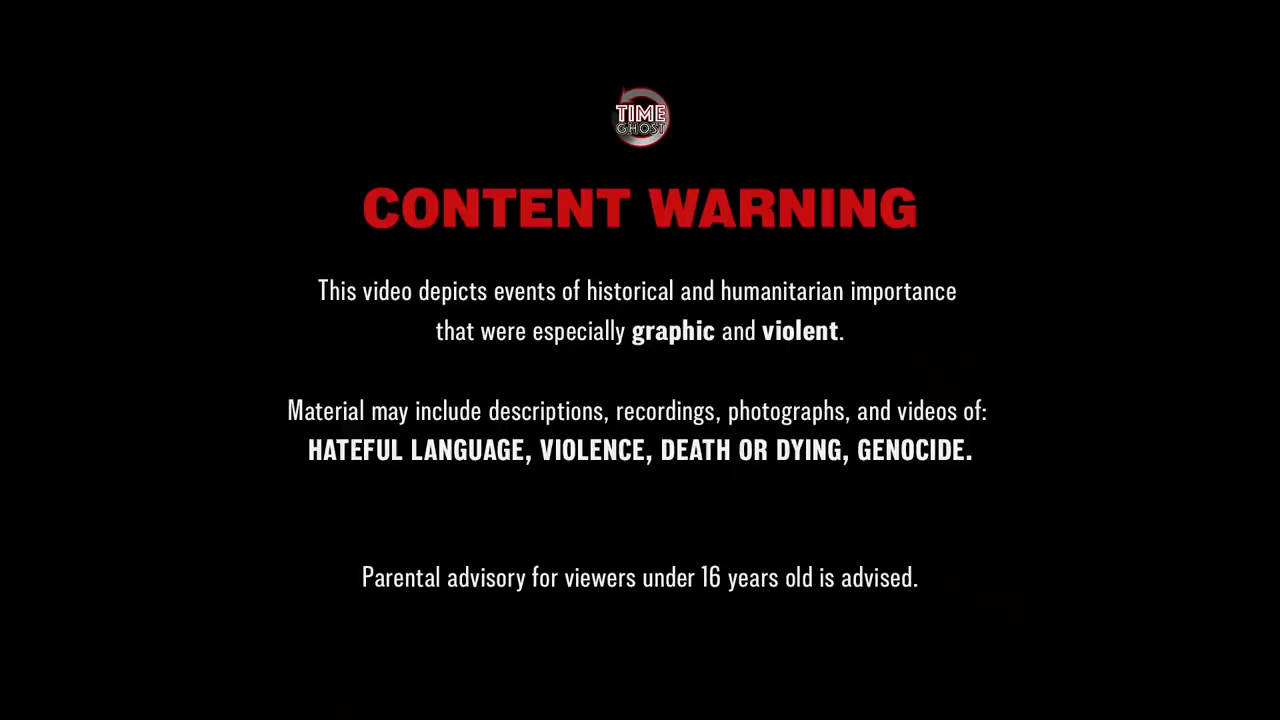 TIME
GHOST
CONTENT WARNING
This video depicts events of historical and humanitarian importance
that were especially graphic and violent.
Material may include descriptions, recordings, photographs, and videos of:
HATEFUL LANGUAGE, VIOLENCE, DEATH OR DYING, GENOCIDE.
Parental advisory for viewers under 16 years old is advised.